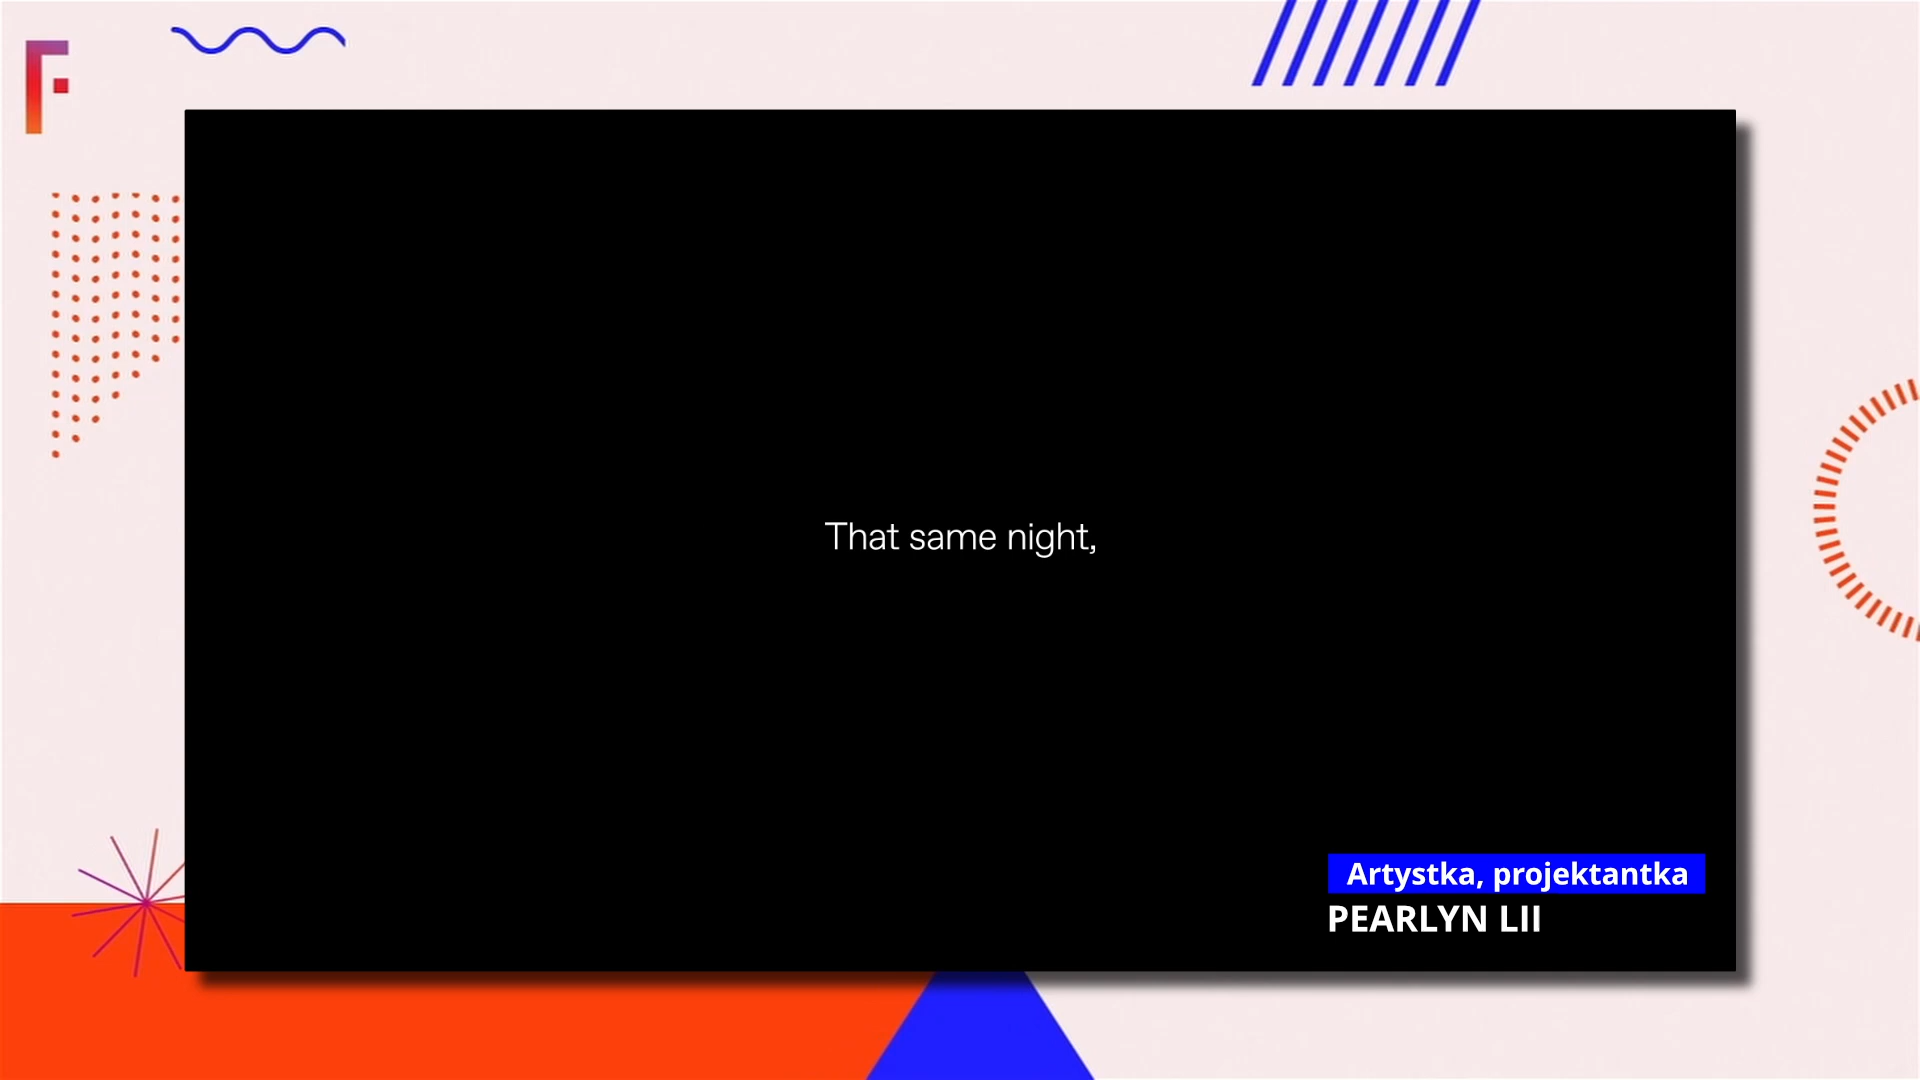 F.
That same night,
Artystka, projektantka
PEARLYN LII